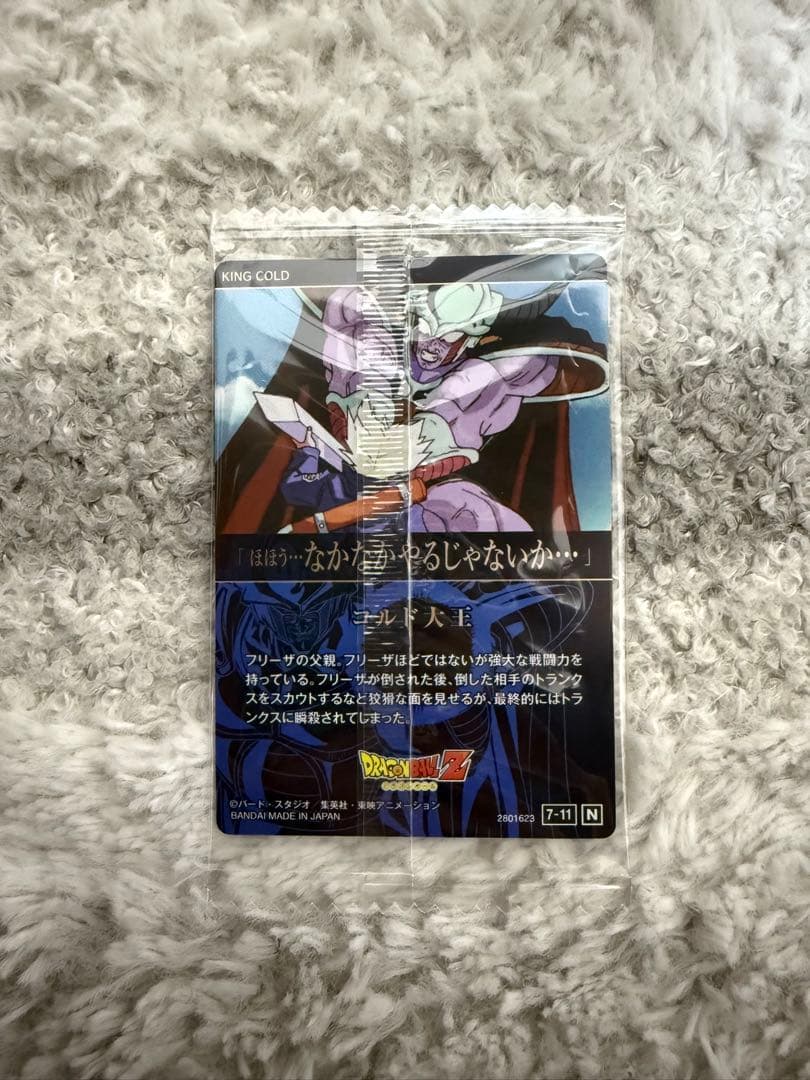 KING COLD
「ほほう…なかなかやるじゃないか…」
コルド大王
フリーザの父親。フリーザほどではないが強大な戦闘力を
持っている。フリーザが倒された後、倒した相手のトランク
スをスカウトするなど狡猾な面を見せるが、最終的にはトラ
ンクスに瞬殺されてしまった。
DRAGON BALL Z
©バード・スタジオ/集英社・東映アニメーション
BANDAI MADE IN JAPAN
2801623 7-11 N